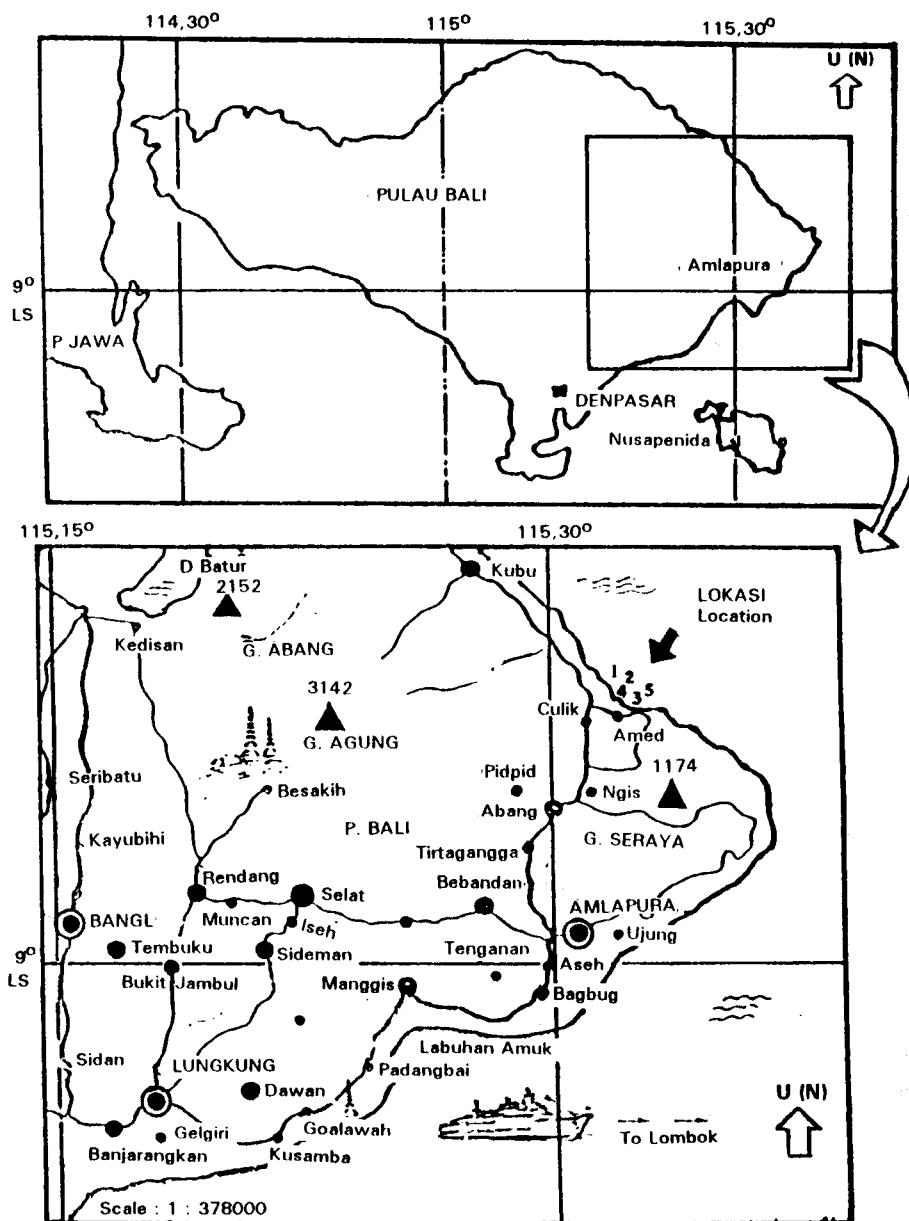 114,30°
115°
115,30°
U (N)
PULAU BALI
Amlapura
9°
LS
P JAWA
DENPASAR
Nusapenida
115,15°
115,30°
D Batur
2152
Kubu
LOKASI
Location
Kedisan
G. ABANG
3142
1 2
4 3 5
Culik
Amed
G. AGUNG
1174
Pidpid
Seribatu
Besakih
Ngis
Abang
P. BALI
Kayubihi
G. SERAYA
Tirtagangga
Rendang
Bebandan
Selat
AMLAPURA
BANGL
Muncan
Iseh
Ujung
Tembuku
Sideman
Tenganan
9°
LS
Aseh
Bukit Jambul
Manggis
Bagbug
Labuhan Amuk
Sidan
LUNGKUNG
Padangbai
Dawan
U (N)
Gelgiri
Goalawah
To Lombok
Banjarangkan
Kusamba
Scale : 1 : 378000